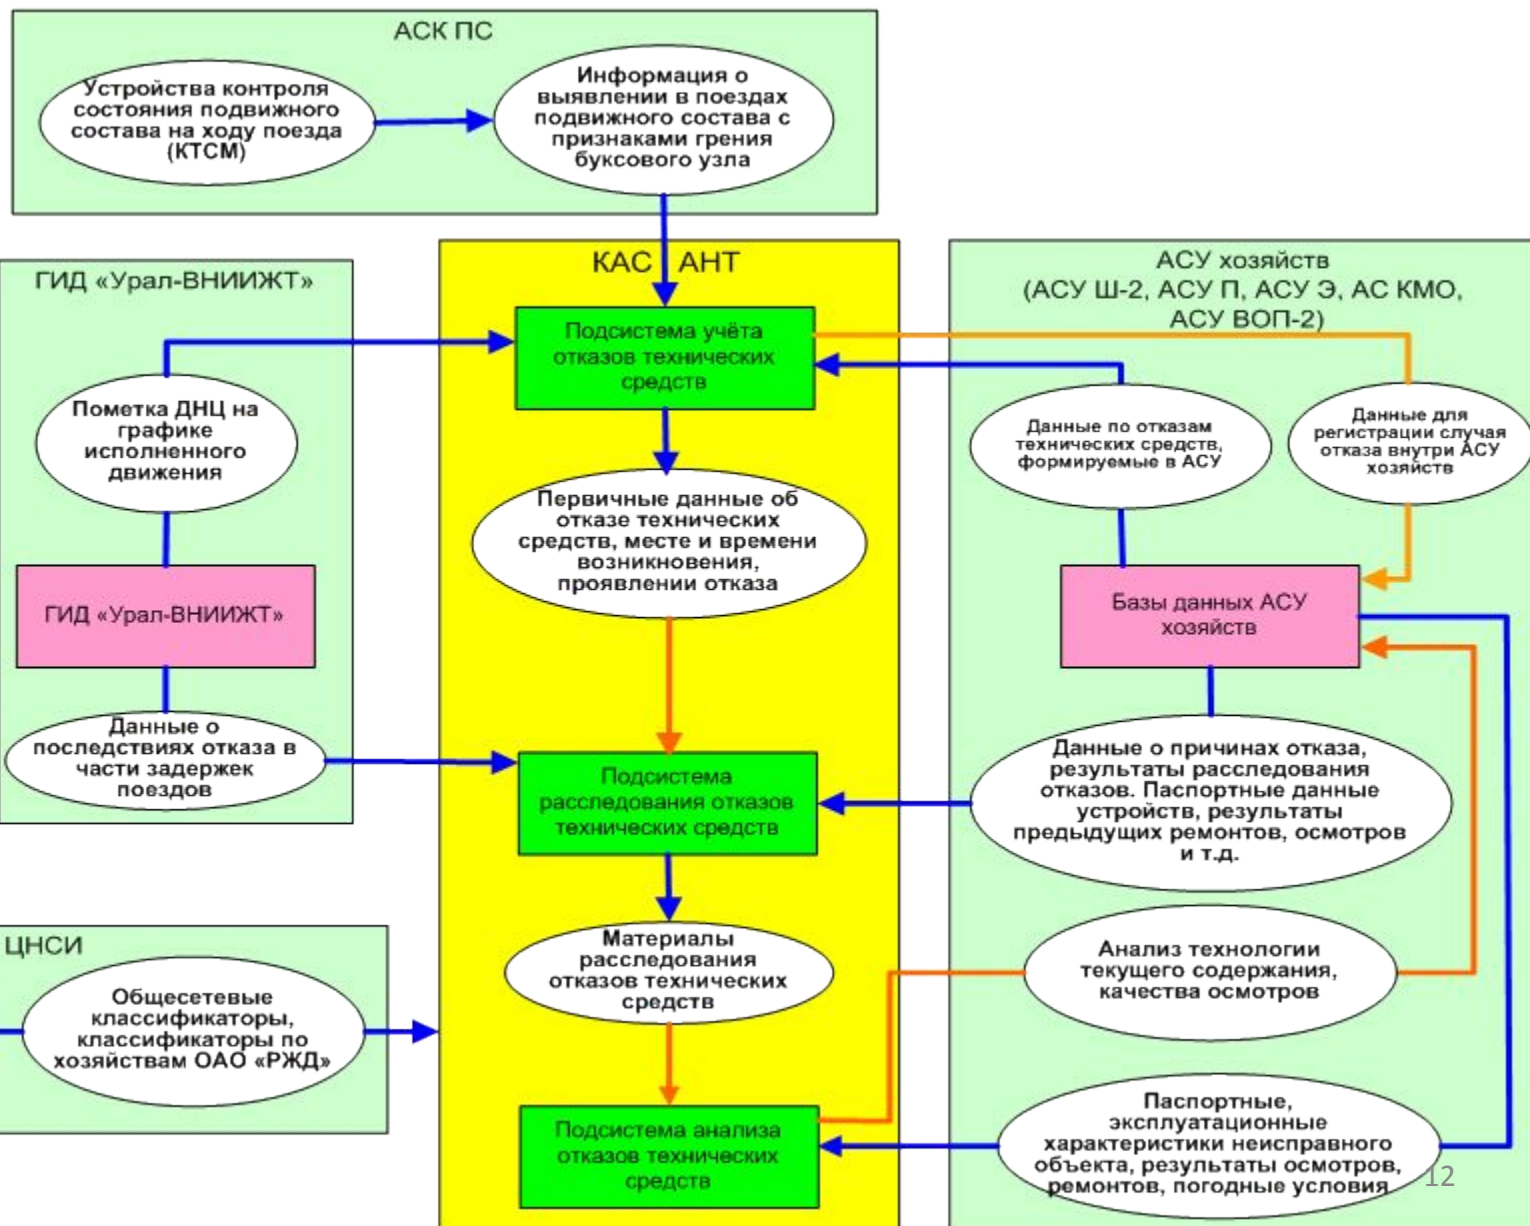 АСК ПС
Устройства контроля
состояния подвижного
состава на ходу поезда
(КТСМ)
Информация о
выявлении в поездах
подвижного состава с
признаками грения
буксового узла
ГИД «Урал-ВНИИЖТ»
Пометка ДНЦ на
графике
исполненного
движения
ГИД «Урал-ВНИИЖТ»
Данные о
последствиях отказа в
части задержек
поездов
ЦНСИ
Общесетевые
классификаторы,
классификаторы по
хозяйствам ОАО «РЖД»
КАС АНТ
Подсистема учёта
отказов технических
средств
Первичные данные об
отказе технических
средств, месте и времени
возникновения,
проявлении отказа
Подсистема
расследования отказов
технических средств
Материалы
расследования
отказов технических
средств
Подсистема анализа
отказов технических
средств
АСУ хозяйств
(АСУ Ш-2, АСУ П, АСУ Э, АС КМО,
АСУ ВОП-2)
Данные по отказам
технических средств,
формируемые в АСУ
Данные для
регистрации случая
отказа внутри АСУ
хозяйств
Базы данных АСУ
хозяйств
Данные о причинах отказа,
результаты расследования
отказов. Паспортные данные
устройств, результаты
предыдущих ремонтов, осмотров
и т.д.
Анализ технологии
текущего содержания,
качества осмотров
Паспортные,
эксплуатационные
характеристики неисправного
объекта, результаты осмотров,
ремонтов, погодные условия
12